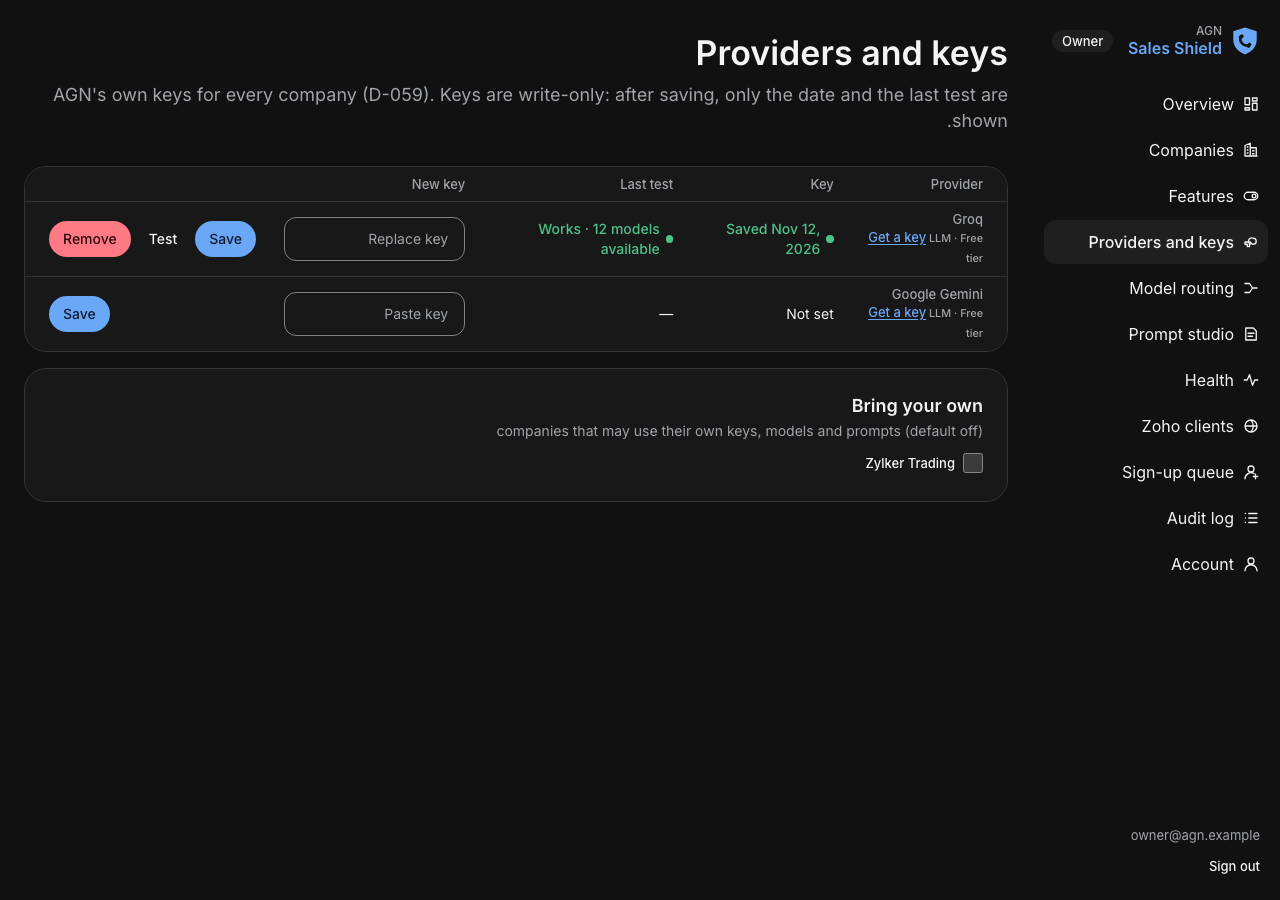 AGN
Sales Shield
Owner
Overview
Companies
Features
Providers and keys
Model routing
Prompt studio
Health
Zoho clients
Sign-up queue
Audit log
Account
owner@agn.example
Sign out
Providers and keys
AGN's own keys for every company (D-059). Keys are write-only: after saving, only the date and the last test are
.shown
Provider
Key
Last test
New key
Groq
Get a key LLM · Free
tier
Saved Nov 12,
2026
Works · 12 models
available
Replace key
Save
Test
Remove
Google Gemini
Get a key LLM · Free
tier
Not set
—
Paste key
Save
Bring your own
companies that may use their own keys, models and prompts (default off)
Zylker Trading